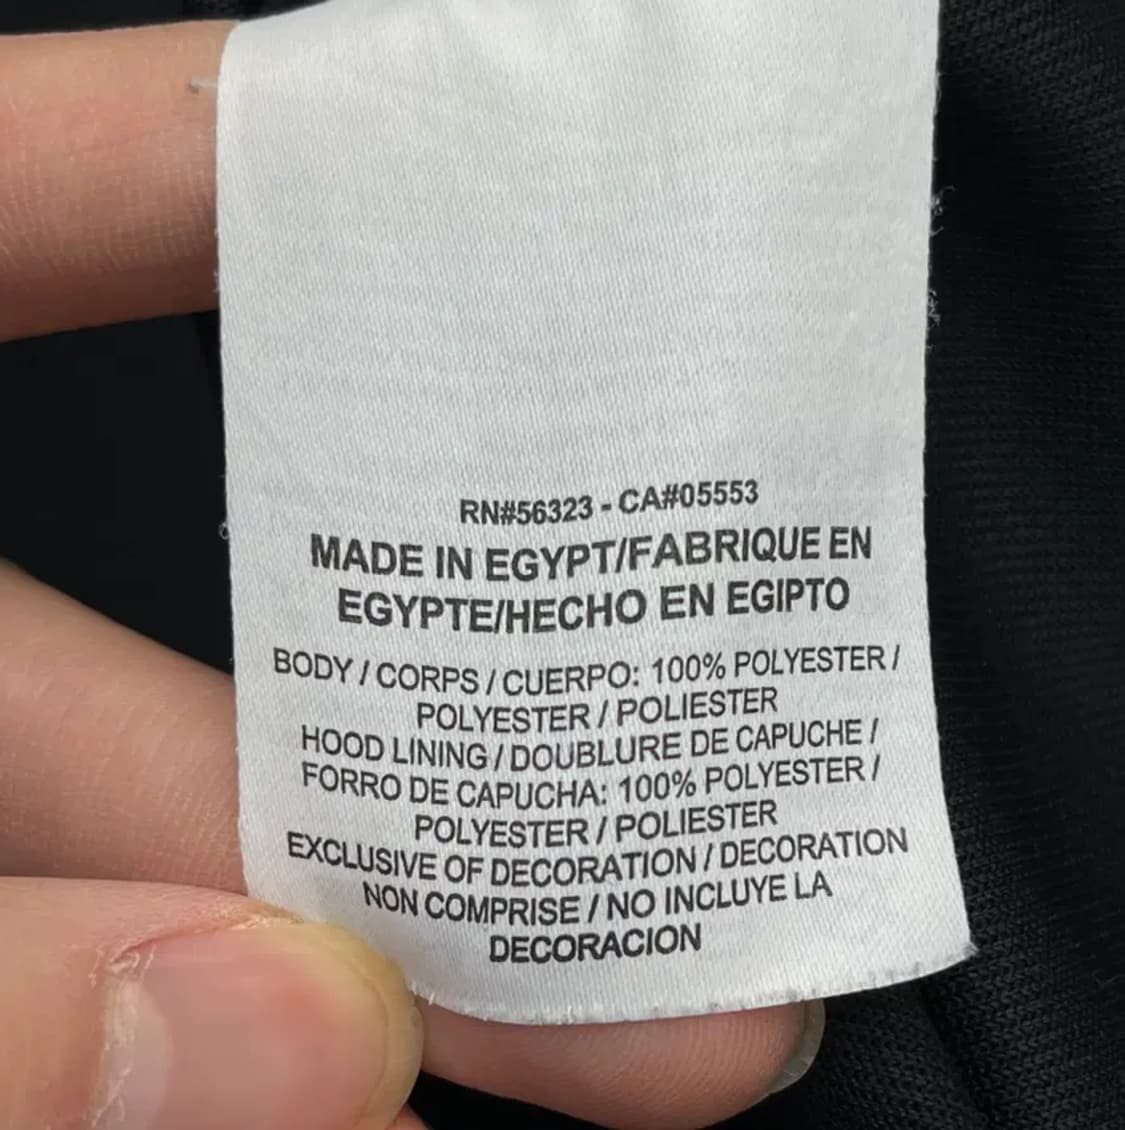 RN#56323 - CA#05553
MADE IN EGYPT/FABRIQUE EN
EGYPTE/HECHO EN EGIPTO
BODY / CORPS / CUERPO: 100% POLYESTER /
POLYESTER / POLIESTER
HOOD LINING / DOUBLURE DE CAPUCHE /
FORRO DE CAPUCHA: 100% POLYESTER /
POLYESTER / POLIESTER
EXCLUSIVE OF DECORATION / DECORATION
NON COMPRISE / NO INCLUYE LA
DECORACION